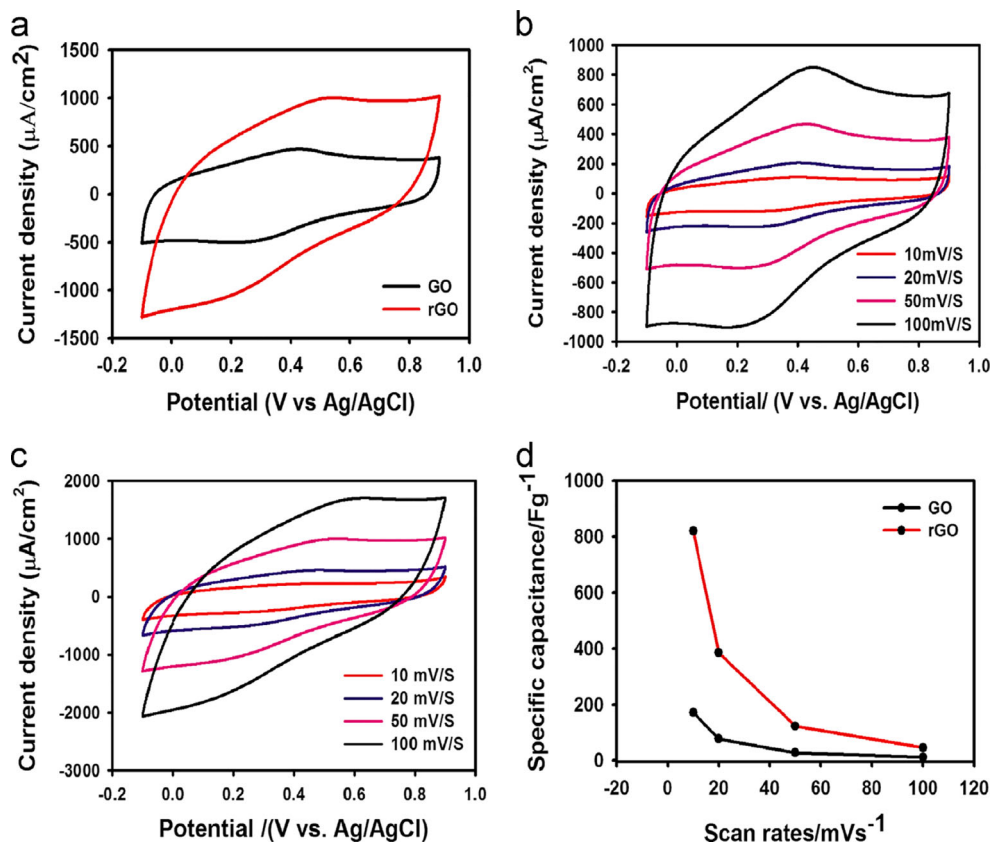 a
1500
1000
500
0
-500
-1000
-1500
Current density (μA/cm²)
GO
rGO
-0.2 0.0 0.2 0.4 0.6 0.8 1.0
Potential (V vs Ag/AgCl)
b
1000
800
600
400
200
0
-200
-400
-600
-800
-1000
Current density (μA/cm²)
10mV/S
20mV/S
50mV/S
100mV/S
-0.2 0.0 0.2 0.4 0.6 0.8 1.0
Potential/ (V vs. Ag/AgCl)
c
2000
1000
0
-1000
-2000
-3000
Current density (μA/cm²)
10 mV/S
20 mV/S
50 mV/S
100 mV/S
-0.2 0.0 0.2 0.4 0.6 0.8 1.0
Potential /(V vs. Ag/AgCl)
d
1000
800
600
400
200
0
Specific capacitance/Fg⁻¹
GO
rGO
-20 0 20 40 60 80 100 120
Scan rates/mVs⁻¹